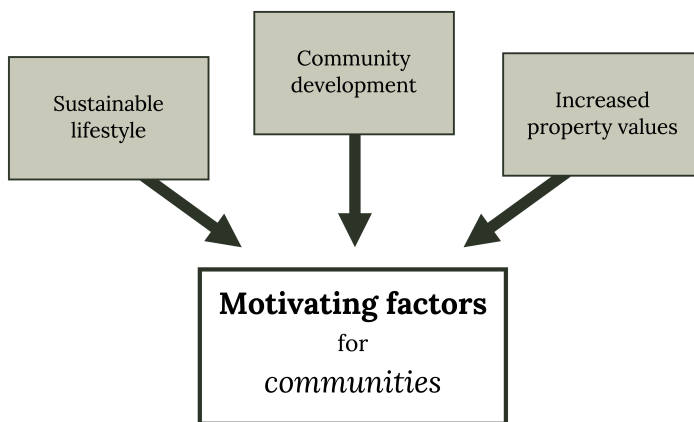 Sustainable
lifestyle
Community
development
Increased
property values
Motivating factors
for
communities